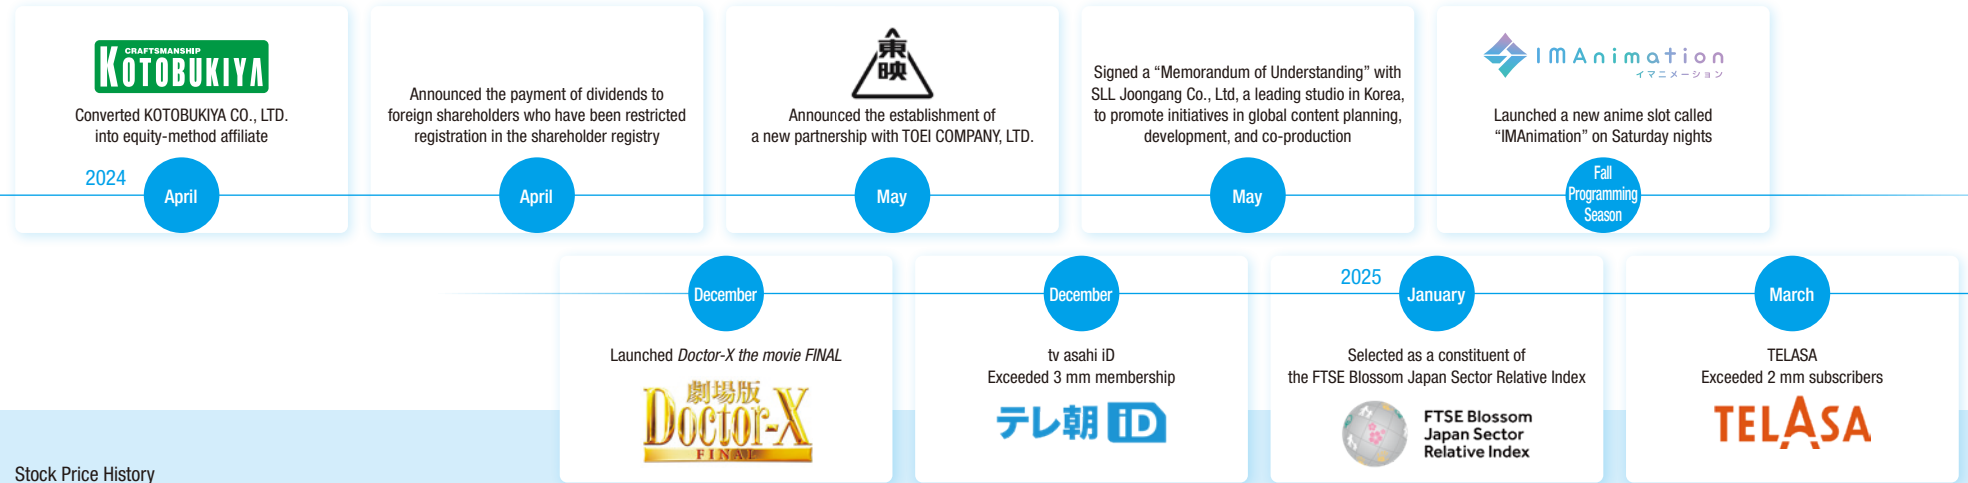 CRAFTSMANSHIP
KOTOBUKIYA
Converted KOTOBUKIYA CO., LTD.
into equity-method affiliate
2024
April
Announced the payment of dividends to
foreign shareholders who have been restricted
registration in the shareholder registry
April
東映
Announced the establishment of
a new partnership with TOEI COMPANY, LTD.
May
Signed a “Memorandum of Understanding” with
SLL Joongang Co., Ltd, a leading studio in Korea,
to promote initiatives in global content planning,
development, and co-production
May
IMAnimation
イマニメーション
Launched a new anime slot called
“IMAnimation” on Saturday nights
Fall
Programming
Season
December
Launched Doctor-X the movie FINAL
劇場版
Doctor-X
FINAL
December
tv asahi iD
Exceeded 3 mm membership
テレ朝 iD
2025
January
Selected as a constituent of
the FTSE Blossom Japan Sector Relative Index
FTSE Blossom
Japan Sector
Relative Index
March
TELASA
Exceeded 2 mm subscribers
TELASA
Stock Price History